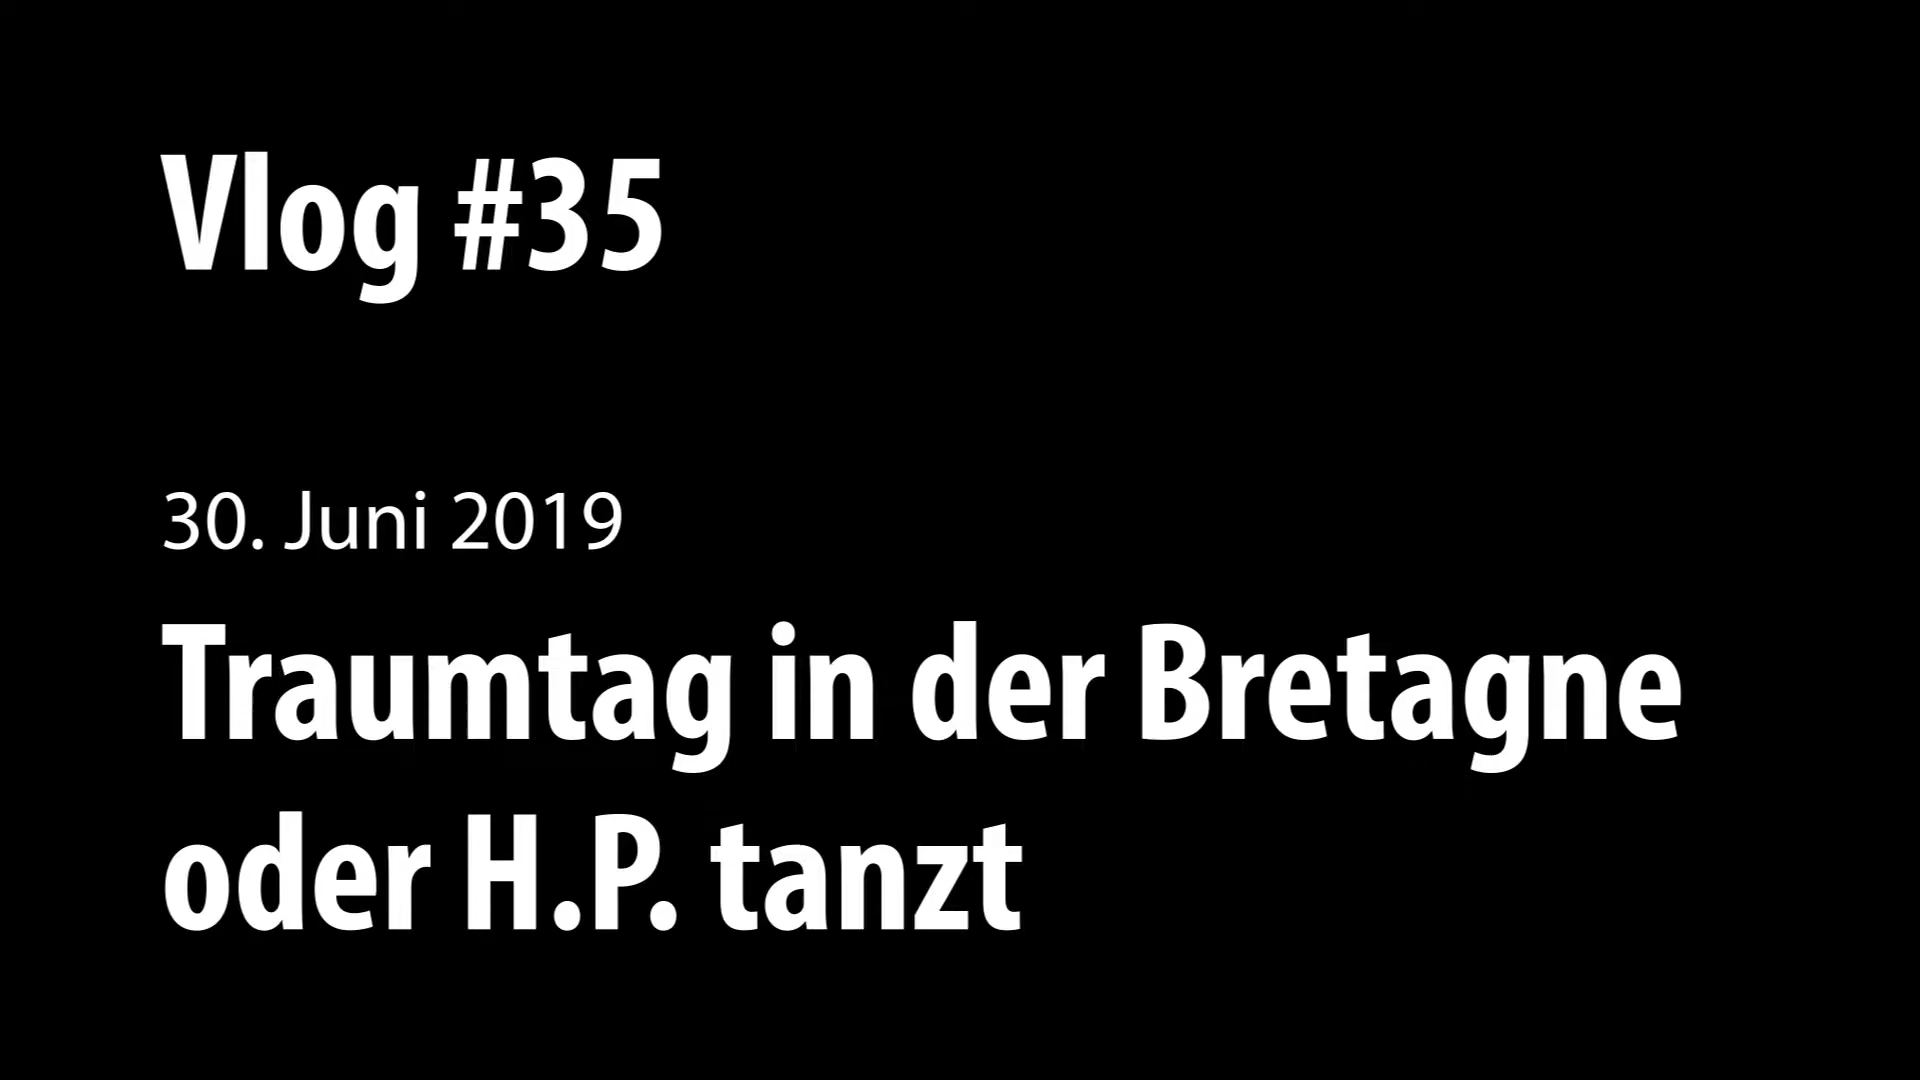 Vlog #35
30. Juni 2019
Traumtag in der Bretagne
oder H.P. tanzt